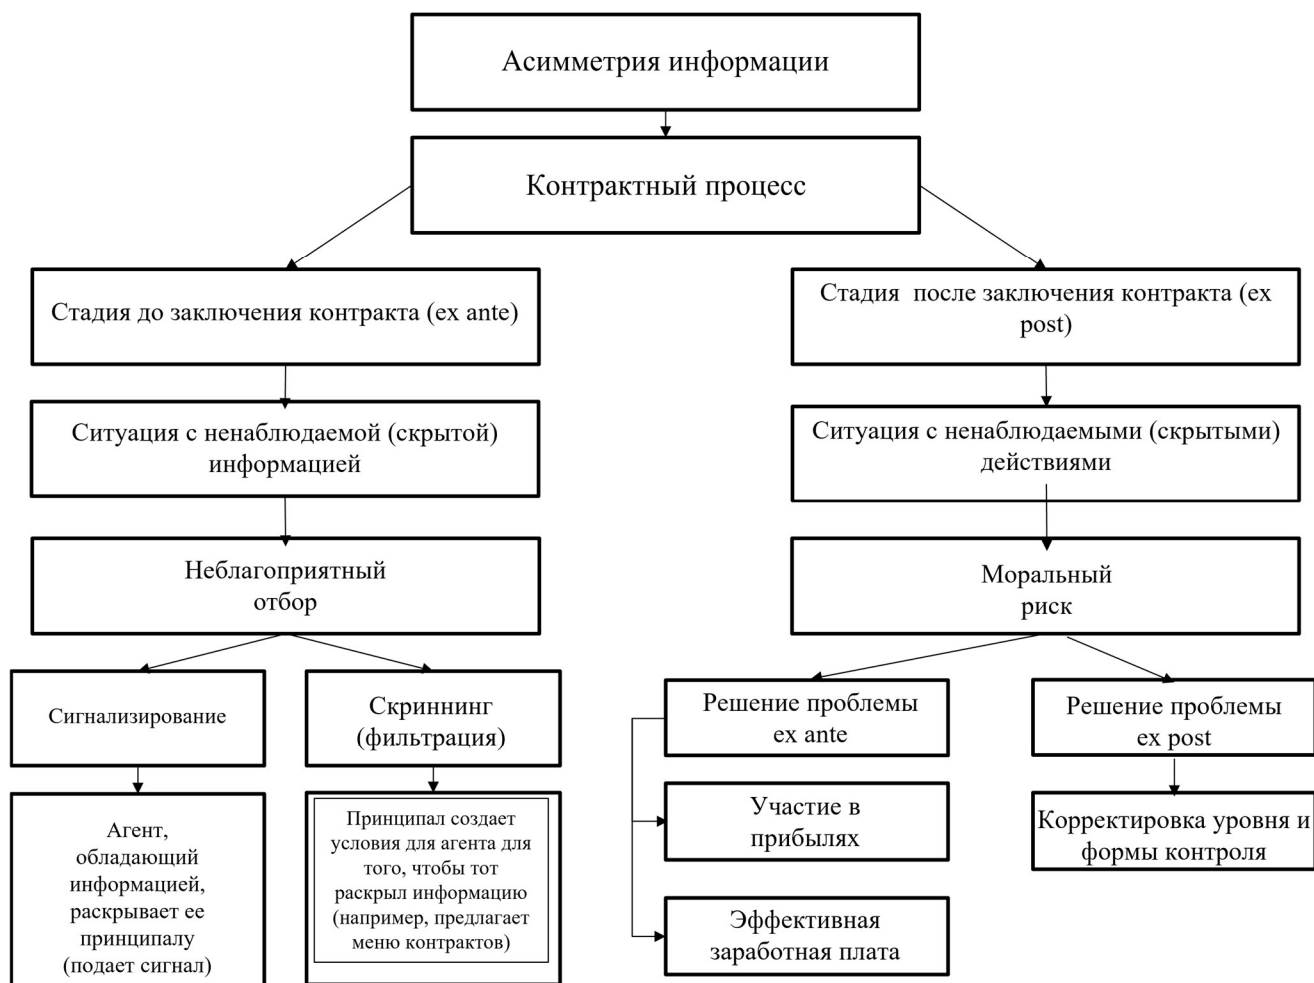 Асимметрия информации
Контрактный процесс
Стадия до заключения контракта (ex ante)
Стадия после заключения контракта (ex
post)
Ситуация с ненаблюдаемой (скрытой)
информацией
Ситуация с ненаблюдаемыми (скрытыми)
действиями
Неблагоприятный
отбор
Моральный
риск
Сигнализирование
Скриннинг
(фильтрация)
Решение проблемы
ex ante
Решение проблемы
ex post
Агент,
обладающий
информацией,
раскрывает ее
принципалу
(подает сигнал)
Принципал создает
условия для агента для
того, чтобы тот
раскрыл информацию
(например, предлагает
меню контрактов)
Участие в
прибылях
Корректировка уровня и
формы контроля
Эффективная
заработная плата